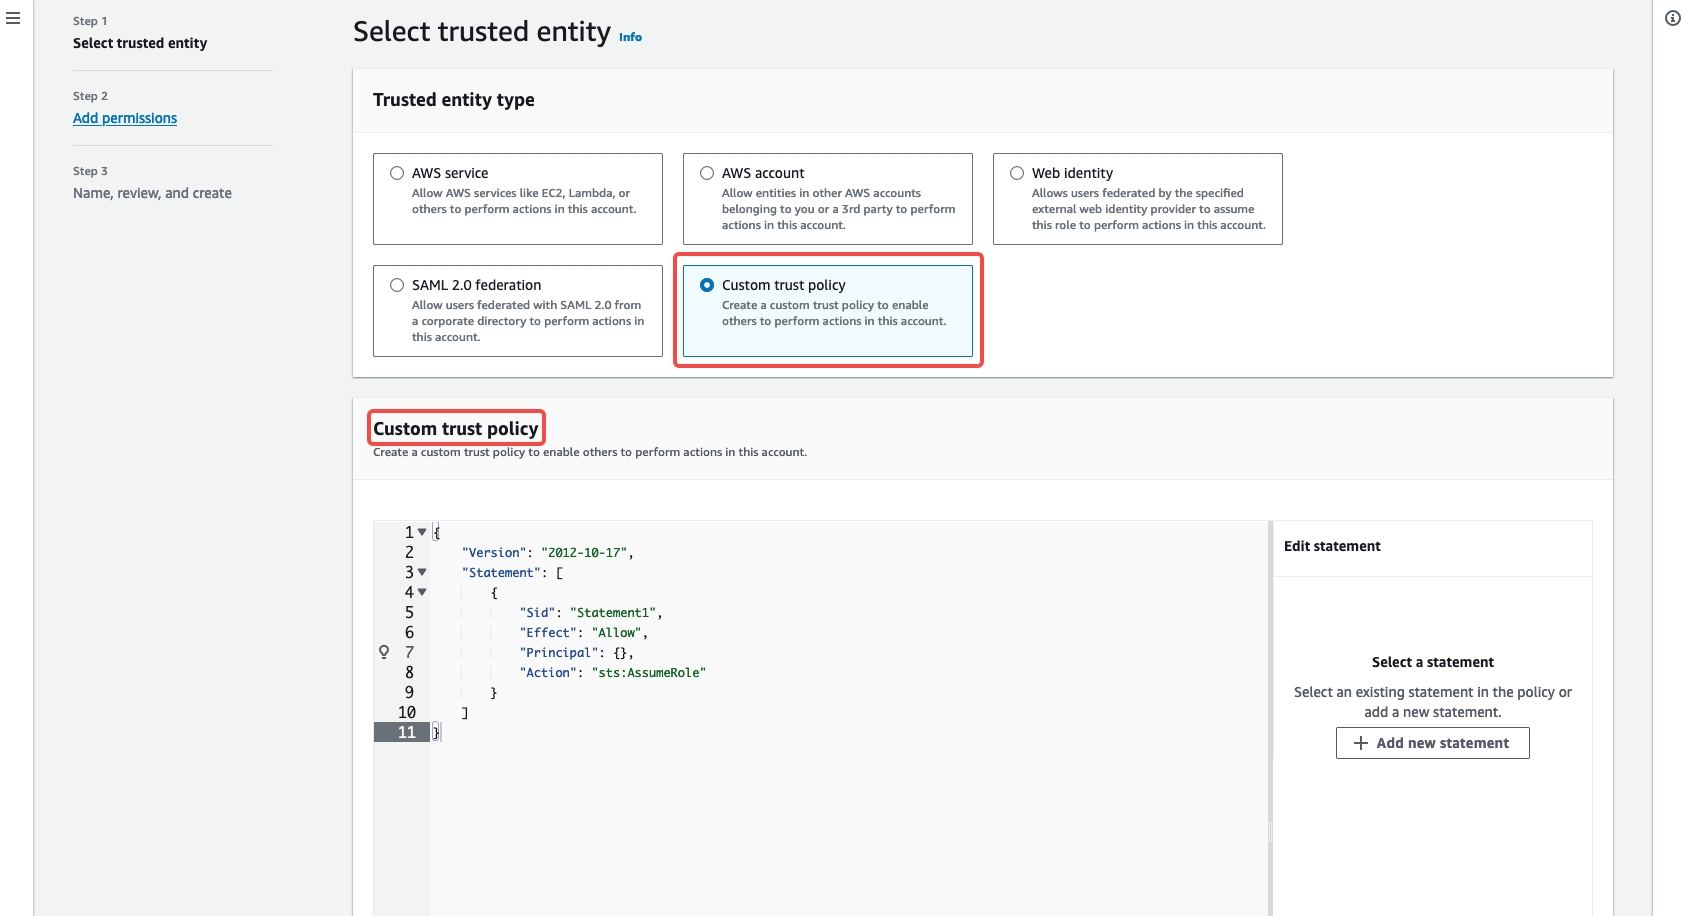 Step 1
Select trusted entity
Step 2
Add permissions
Step 3
Name, review, and create
Select trusted entity Info
Trusted entity type
AWS service
Allow AWS services like EC2, Lambda, or
others to perform actions in this account.
AWS account
Allow entities in other AWS accounts
belonging to you or a 3rd party to perform
actions in this account.
Web identity
Allows users federated by the specified
external web identity provider to assume
this role to perform actions in this account.
SAML 2.0 federation
Allow users federated with SAML 2.0 from
a corporate directory to perform actions in
this account.
Custom trust policy
Create a custom trust policy to enable
others to perform actions in this account.
Custom trust policy
Create a custom trust policy to enable others to perform actions in this account.
1 {
2     "Version": "2012-10-17",
3     "Statement": [
4         {
5             "Sid": "Statement1",
6             "Effect": "Allow",
7             "Principal": {},
8             "Action": "sts:AssumeRole"
9         }
10     ]
11 }
Edit statement
Select a statement
Select an existing statement in the policy or
add a new statement.
+ Add new statement